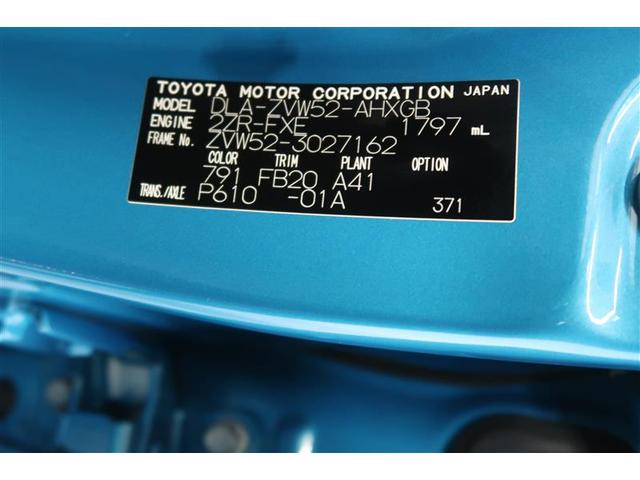 TOYOTA MOTOR CORPORATION JAPAN
MODEL DLA-ZVW52-AHXGB
ENGINE 2ZR-FXE 1797 mL
FRAME No. ZVW52-3027162
COLOR TRIM PLANT OPTION
791 FB20 A41
TRANS./AXLE P610 -01A 371